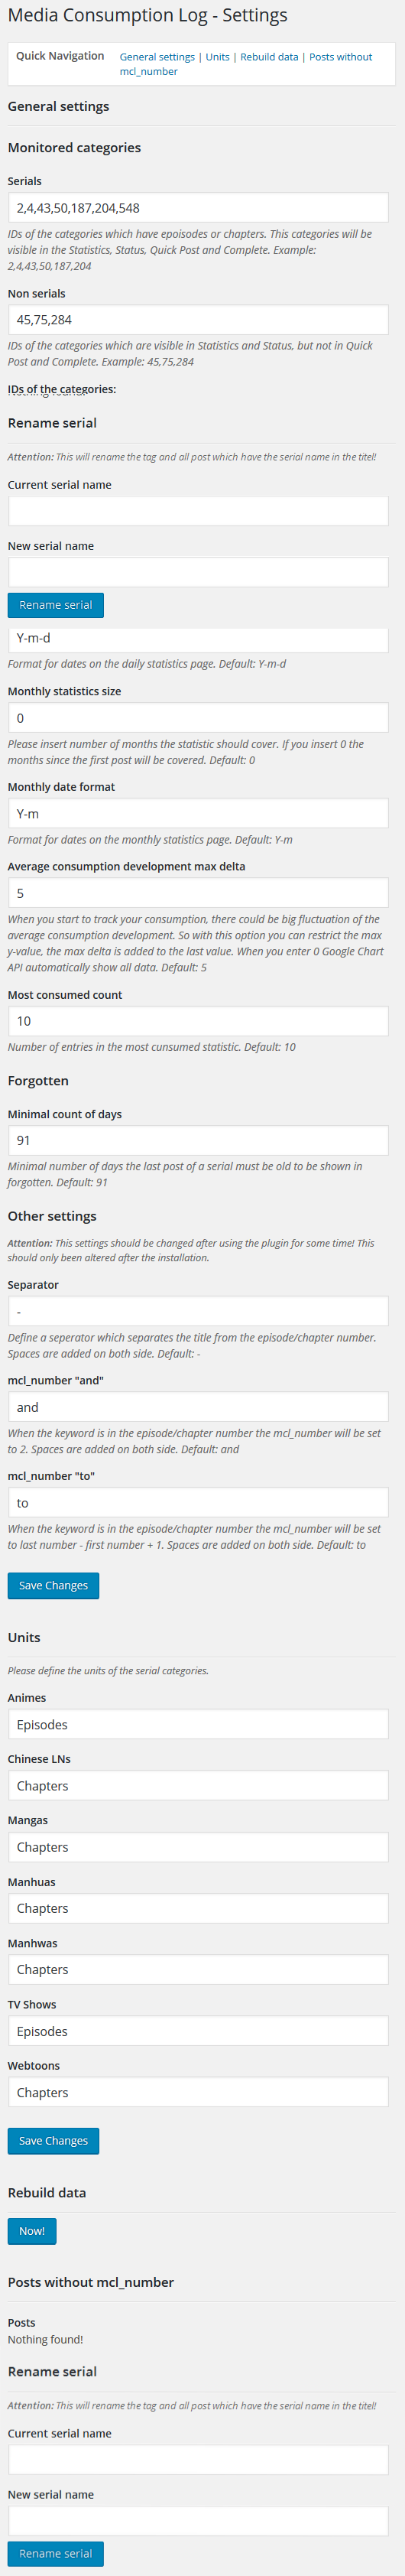 Media Consumption Log - Settings
Quick Navigation
General settings | Units | Rebuild data | Posts without
mcl_number
General settings
Monitored categories
Serials
2,4,43,50,187,204,548
IDs of the categories which have epoisodes or chapters. This categories will be
visible in the Statistics, Status, Quick Post and Complete. Example:
2,4,43,50,187,204
Non serials
45,75,284
IDs of the categories which are visible in Statistics and Status, but not in Quick
Post and Complete. Example: 45,75,284
IDs of the categories:
Rename serial
Attention: This will rename the tag and all post which have the serial name in the titel!
Current serial name
New serial name
Rename serial
Y-m-d
Format for dates on the daily statistics page. Default: Y-m-d
Monthly statistics size
0
Please insert number of months the statistic should cover. If you insert 0 the
months since the first post will be covered. Default: 0
Monthly date format
Y-m
Format for dates on the monthly statistics page. Default: Y-m
Average consumption development max delta
5
When you start to track your consumption, there could be big fluctuation of the
average consumption development. So with this option you can restrict the max
y-value, the max delta is added to the last value. When you enter 0 Google Chart
API automatically show all data. Default: 5
Most consumed count
10
Number of entries in the most cunsumed statistic. Default: 10
Forgotten
Minimal count of days
91
Minimal number of days the last post of a serial must be old to be shown in
forgotten. Default: 91
Other settings
Attention: This settings should be changed after using the plugin for some time! This
should only been altered after the installation.
Separator
-
Define a seperator which separates the title from the episode/chapter number.
Spaces are added on both side. Default: -
mcl_number "and"
and
When the keyword is in the episode/chapter number the mcl_number will be set
to 2. Spaces are added on both side. Default: and
mcl_number "to"
to
When the keyword is in the episode/chapter number the mcl_number will be set
to last number - first number + 1. Spaces are added on both side. Default: to
Save Changes
Units
Please define the units of the serial categories.
Animes
Episodes
Chinese LNs
Chapters
Mangas
Chapters
Manhuas
Chapters
Manhwas
Chapters
TV Shows
Episodes
Webtoons
Chapters
Save Changes
Rebuild data
Now!
Posts without mcl_number
Posts
Nothing found!
Rename serial
Attention: This will rename the tag and all post which have the serial name in the titel!
Current serial name
New serial name
Rename serial